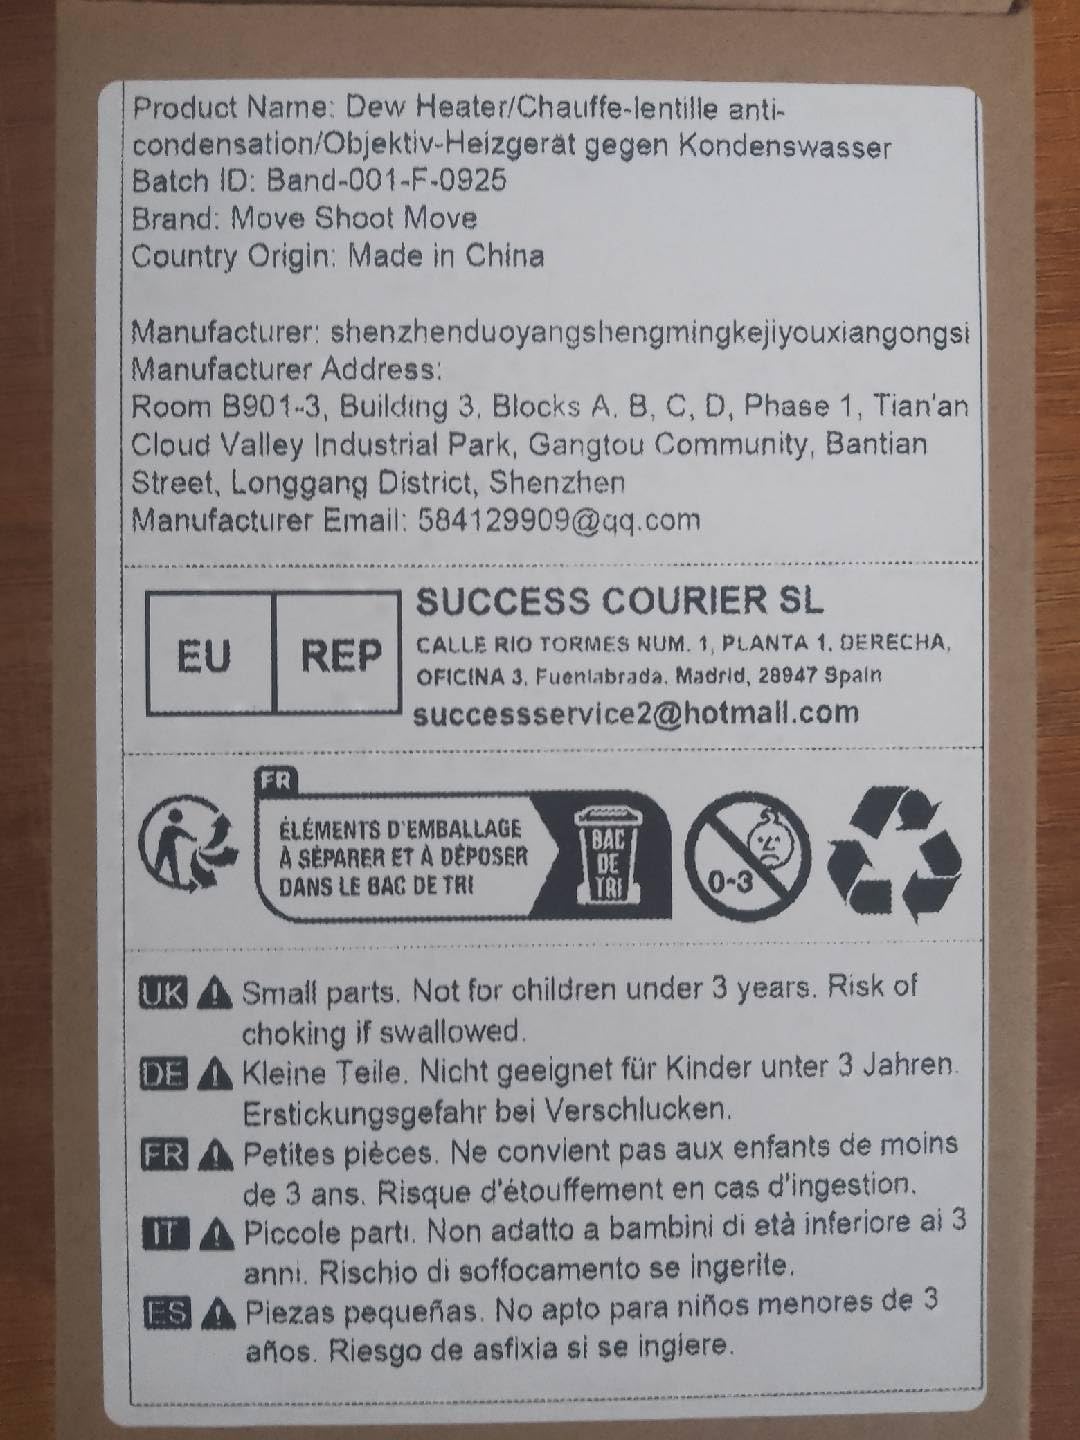 Product Name: Dew Heater/Chauffe-lentille anti-
condensation/Objektiv-Heizgerät gegen Kondenswasser
Batch ID: Band-001-F-0925
Brand: Move Shoot Move
Country Origin: Made in China
Manufacturer: shenzhenduoyangshengmingkejiyouxiangongsi
Manufacturer Address:
Room B901-3, Building 3, Blocks A, B, C, D, Phase 1, Tian'an
Cloud Valley Industrial Park, Gangtou Community, Bantian
Street, Longgang District, Shenzhen
Manufacturer Email: 584129909@qq.com
EU REP
SUCCESS COURIER SL
CALLE RIO TORMES NUM. 1, PLANTA 1, DERECHA,
OFICINA 3, Fuenlabrada, Madrid, 28947 Spain
successservice2@hotmail.com
FR
ÉLÉMENTS D'EMBALLAGE
À SÉPARER ET À DÉPOSER
DANS LE BAC DE TRI
BAC
DE
TRI
0-3
UK Small parts. Not for children under 3 years. Risk of
choking if swallowed.
DE Kleine Teile. Nicht geeignet für Kinder unter 3 Jahren.
Erstickungsgefahr bei Verschlucken.
FR Petites pièces. Ne convient pas aux enfants de moins
de 3 ans. Risque d'étouffement en cas d'ingestion.
IT Piccole parti. Non adatto a bambini di età inferiore ai 3
anni. Rischio di soffocamento se ingerite.
ES Piezas pequeñas. No apto para niños menores de 3
años. Riesgo de asfixia si se ingiere.